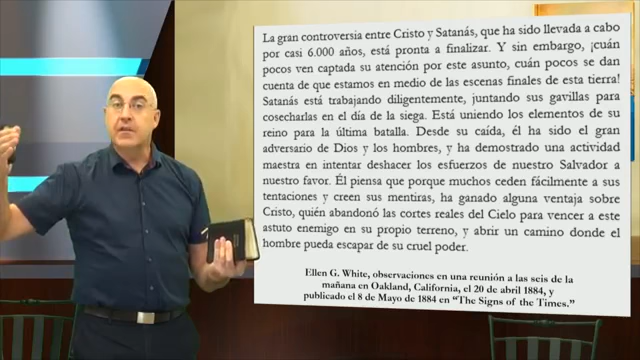 La gran controversia entre Cristo y Satanás, que ha sido llevada a cabo
por casi 6.000 años, está pronta a finalizar. Y sin embargo, ¡cuán
pocos ven captada su atención por este asunto, cuán pocos se dan
cuenta de que estamos en medio de las escenas finales de esta tierra!
Satanás está trabajando diligentemente, juntando sus gavillas para
cosecharlas en el día de la siega. Está uniendo los elementos de su
reino para la última batalla. Desde su caída, él ha sido el gran
adversario de Dios y los hombres, y ha demostrado una actividad
maestra en intentar deshacer los esfuerzos de nuestro Salvador a
nuestro favor. Él piensa que porque muchos ceden fácilmente a sus
tentaciones y creen sus mentiras, ha ganado alguna ventaja sobre
Cristo, quién abandonó las cortes reales del Cielo para vencer a este
astuto enemigo en su propio terreno, y abrir un camino donde el
hombre pueda escapar de su cruel poder.
Ellen G. White, observaciones en una reunión a las seis de la
mañana en Oakland, California, el 20 de abril 1884, y
publicado el 8 de Mayo de 1884 en “The Signs of the Times.”